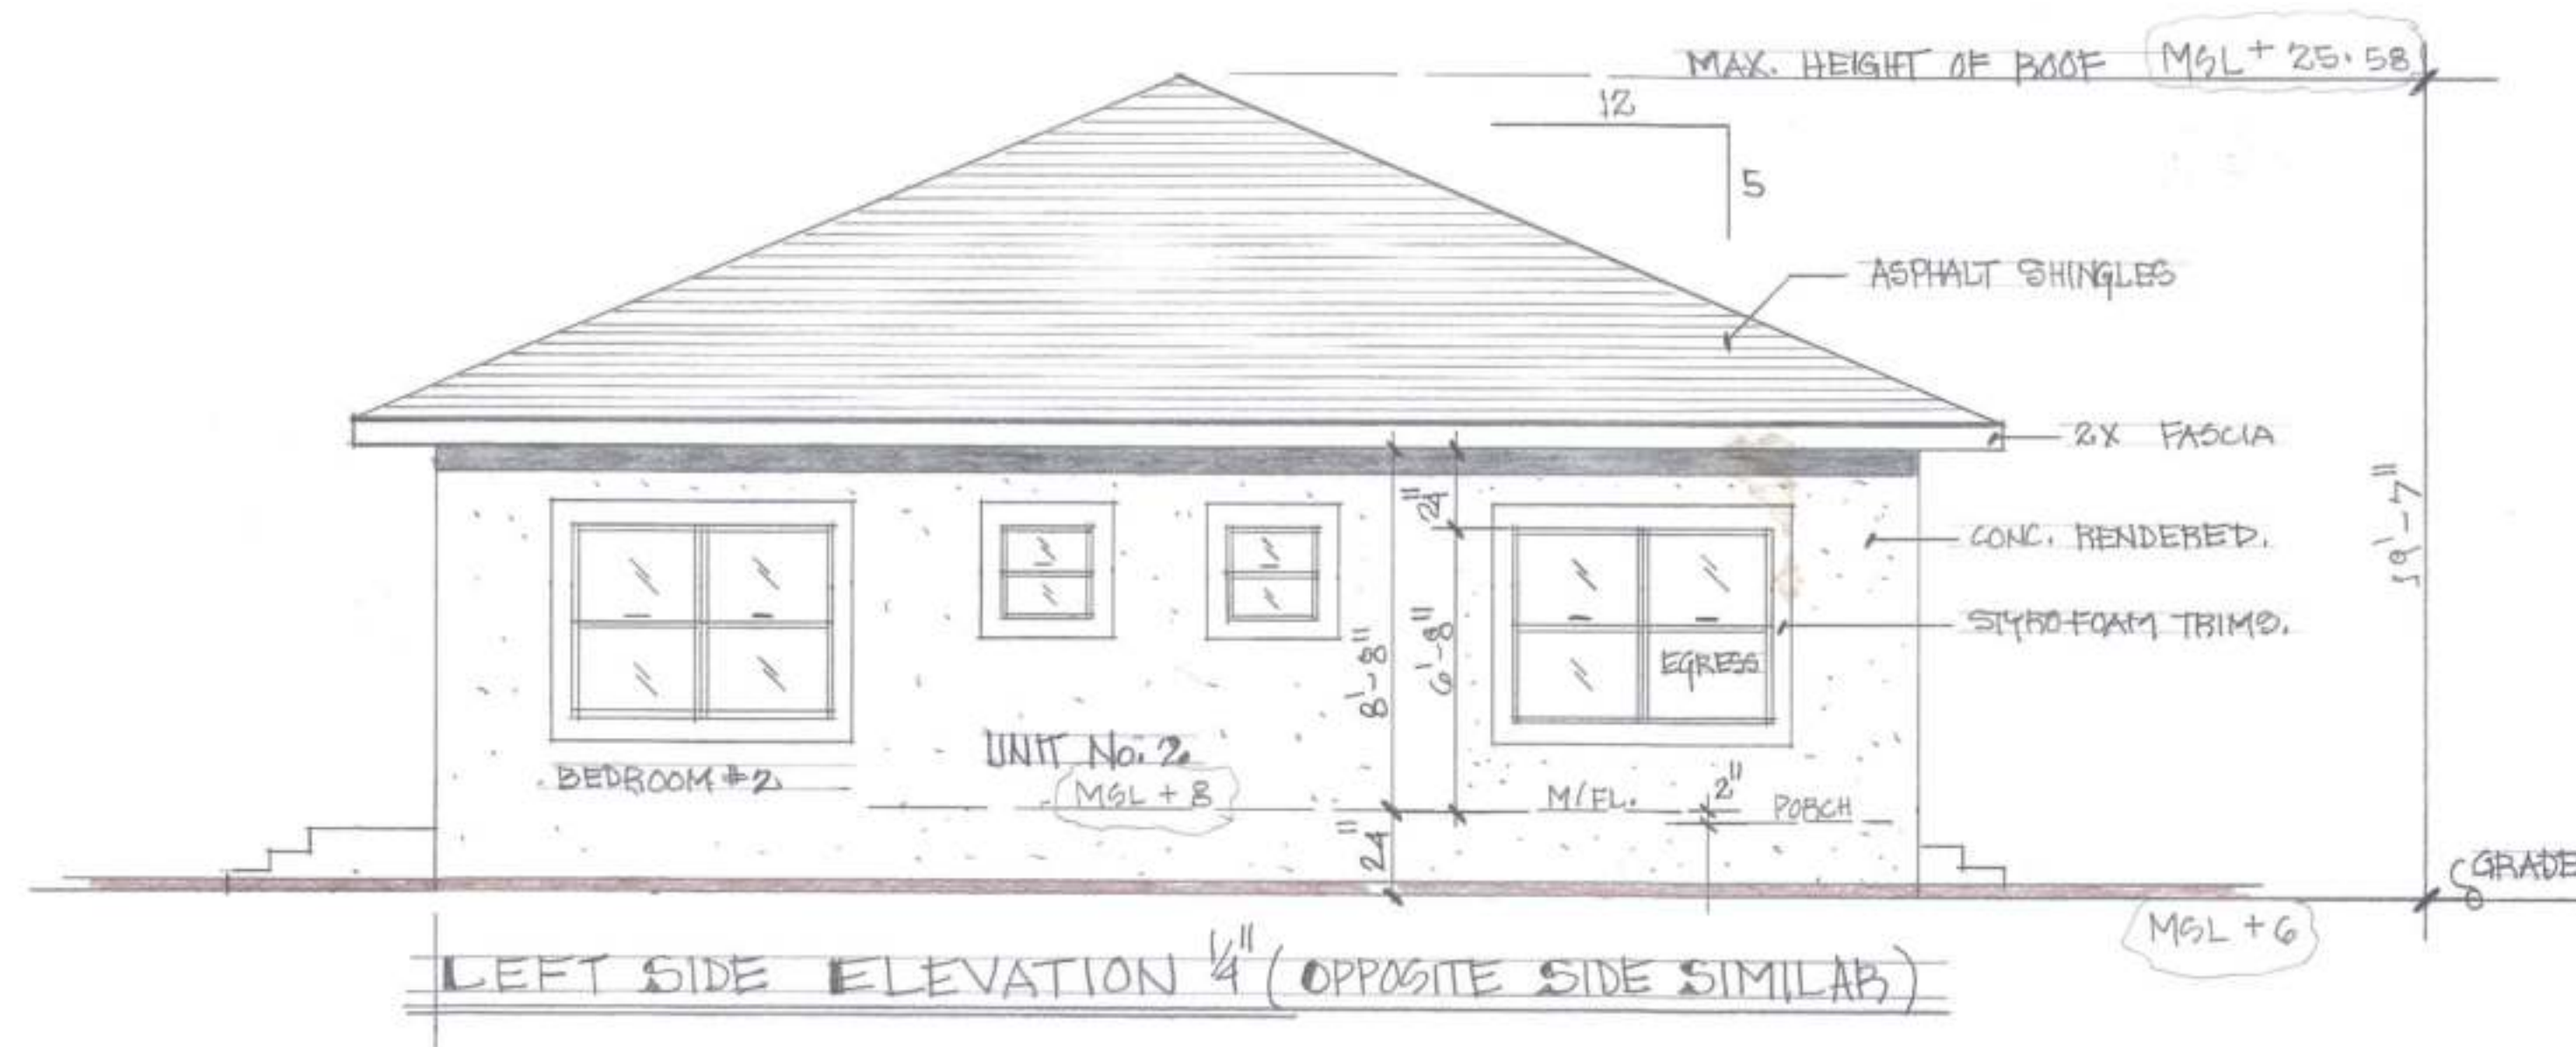 MAX. HEIGHT OF ROOF MSL + 25.58
12
5
ASPHALT SHINGLES
2X FASCIA
24"
19'-7"
CONC. RENDERED.
STYROFOAM TRIMS.
8'-8"
6'-8"
EGRESS
UNIT No. 2.
BEDROOM #2
MSL + 8
M/FL.
2"
PORCH
24"
GRADE
MSL + 6
LEFT SIDE ELEVATION 1/4" (OPPOSITE SIDE SIMILAR)